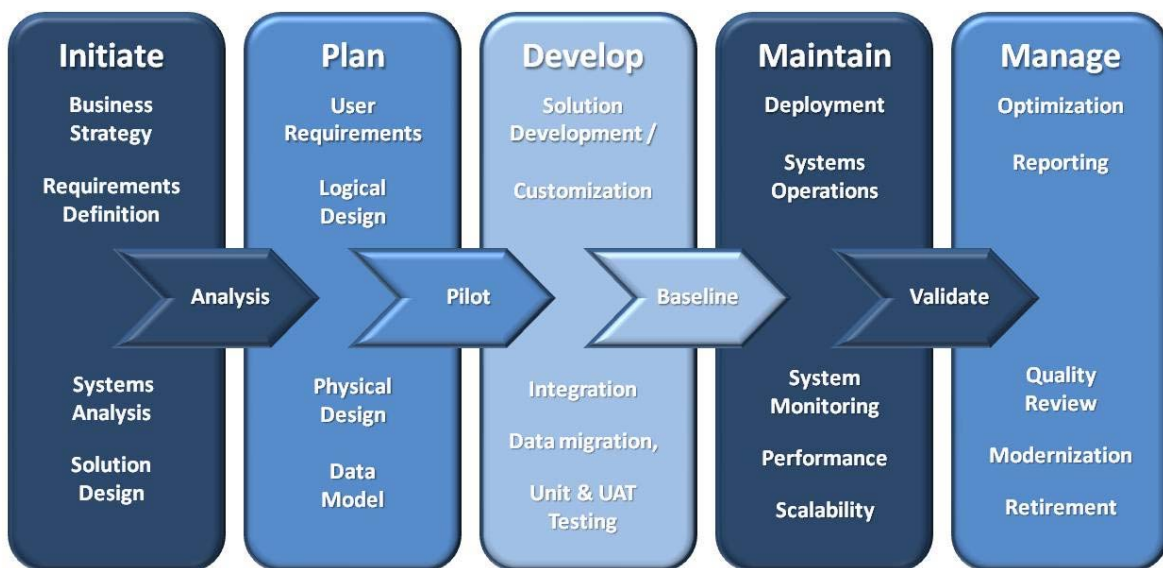 Initiate
Business
Strategy
Requirements
Definition
Systems
Analysis
Solution
Design
Analysis
Plan
User
Requirements
Logical
Design
Physical
Design
Data
Model
Pilot
Develop
Solution
Development /
Customization
Integration
Data migration,
Unit & UAT
Testing
Baseline
Maintain
Deployment
Systems
Operations
System
Monitoring
Performance
Scalability
Validate
Manage
Optimization
Reporting
Quality
Review
Modernization
Retirement